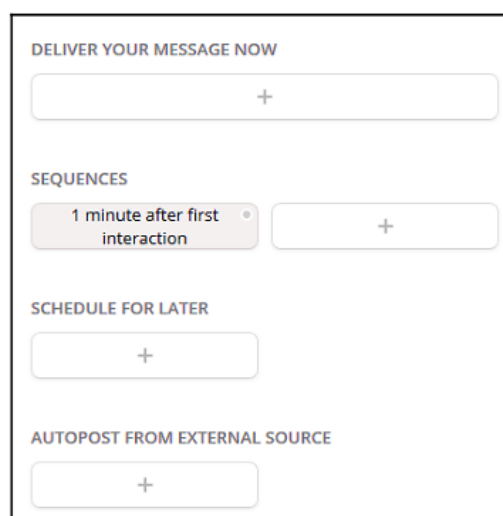 DELIVER YOUR MESSAGE NOW
+
SEQUENCES
1 minute after first
interaction
+
SCHEDULE FOR LATER
+
AUTOPOST FROM EXTERNAL SOURCE
+